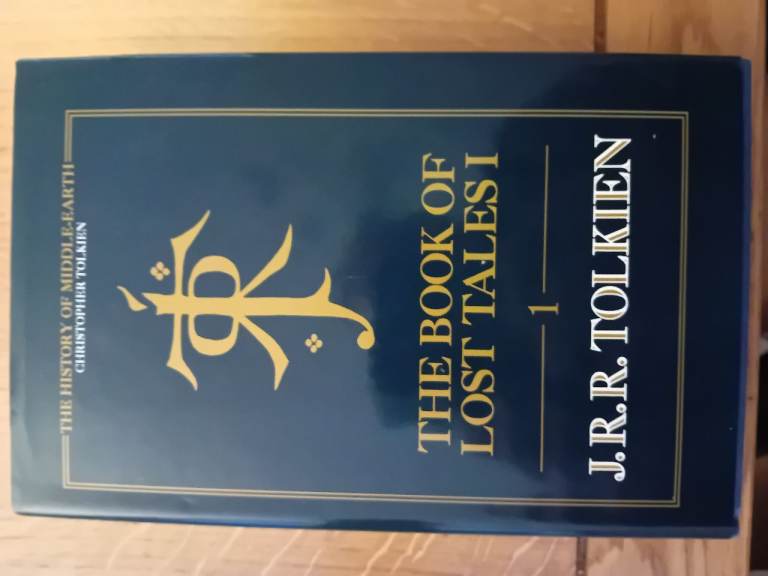 THE HISTORY OF MIDDLE-EARTH
CHRISTOPHER TOLKIEN
THE BOOK OF
LOST TALES I
1
J.R.R. TOLKIEN